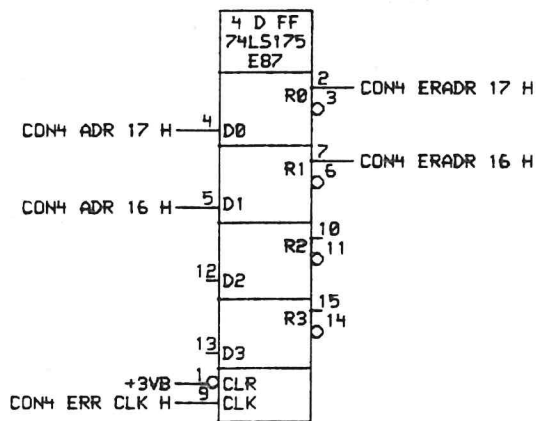 4 D FF
74LS175
E87
2
R0 3 CON4 ERADR 17 H
CON4 ADR 17 H 4 D0
7
R1 6 CON4 ERADR 16 H
CON4 ADR 16 H 5 D1
10
R2 11
12 D2
15
R3 14
13 D3
+3VB 1 CLR
CON4 ERR CLK H 9 CLK